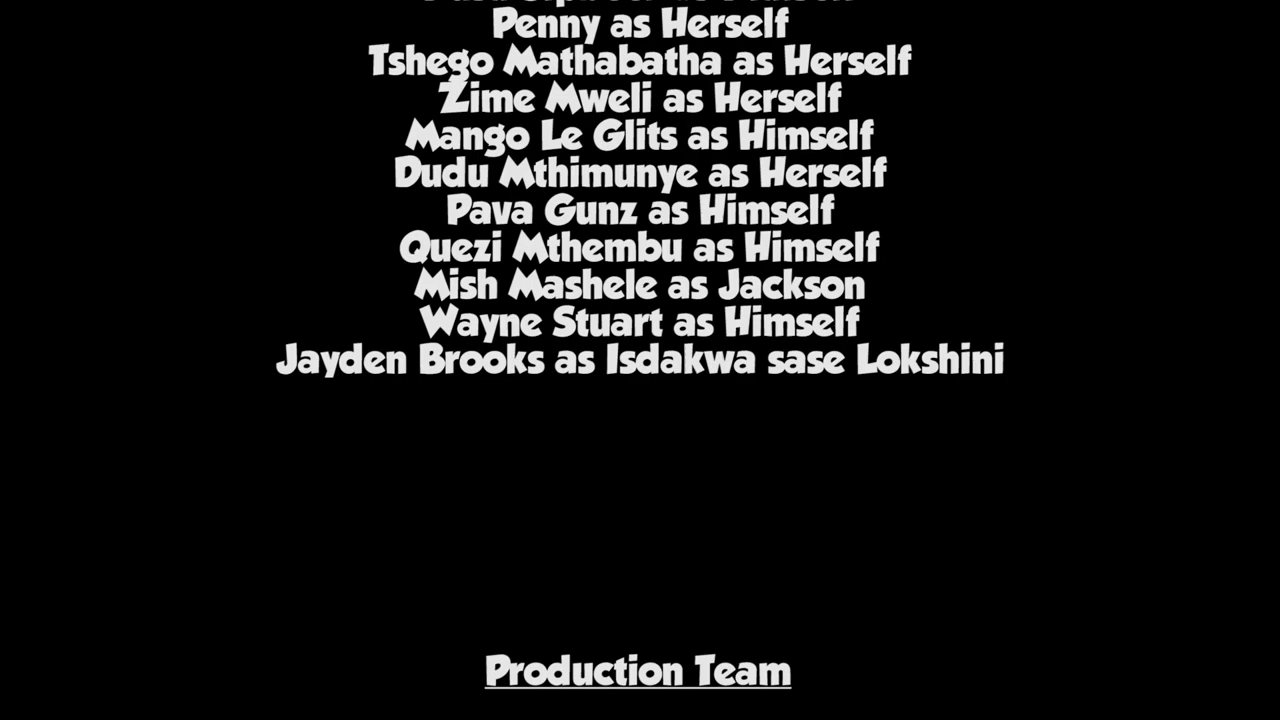 Penny as Herself
Tshego Mathabatha as Herself
Zime Mweli as Herself
Mango Le Glits as Himself
Dudu Mthimunye as Herself
Pava Gunz as Himself
Quezi Mthembu as Himself
Mish Mashele as Jackson
Wayne Stuart as Himself
Jayden Brooks as Isdakwa sase Lokshini
Production Team